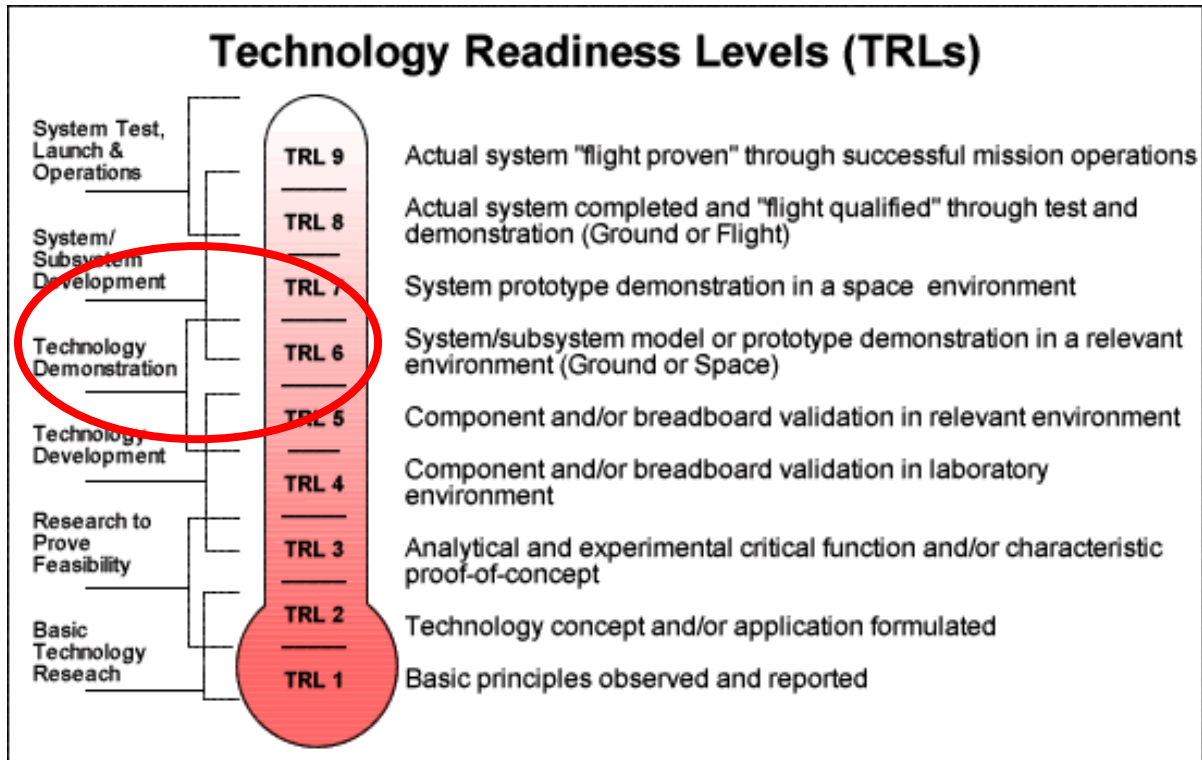 Technology Readiness Levels (TRLs)
System Test,
Launch &
Operations
System/
Subsystem
Development
Technology
Demonstration
Technology
Development
Research to
Prove
Feasibility
Basic
Technology
Reseach
TRL 9
TRL 8
TRL 7
TRL 6
TRL 5
TRL 4
TRL 3
TRL 2
TRL 1
Actual system "flight proven" through successful mission operations
Actual system completed and "flight qualified" through test and
demonstration (Ground or Flight)
System prototype demonstration in a space environment
System/subsystem model or prototype demonstration in a relevant
environment (Ground or Space)
Component and/or breadboard validation in relevant environment
Component and/or breadboard validation in laboratory
environment
Analytical and experimental critical function and/or characteristic
proof-of-concept
Technology concept and/or application formulated
Basic principles observed and reported